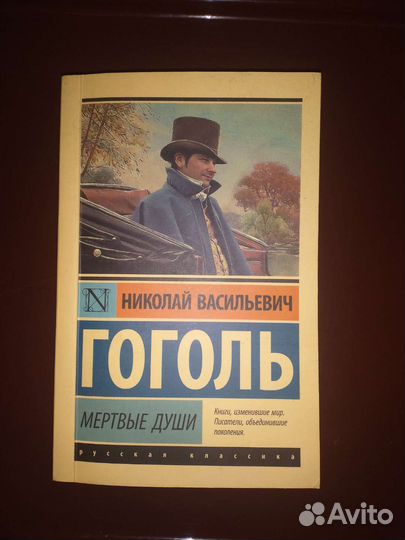 N
НИКОЛАЙ ВАСИЛЬЕВИЧ
ГОГОЛЬ
МЕРТВЫЕ ДУШИ
Книги, изменившие мир.
Писатели, объединившие
поколения.
русская классика
Avito